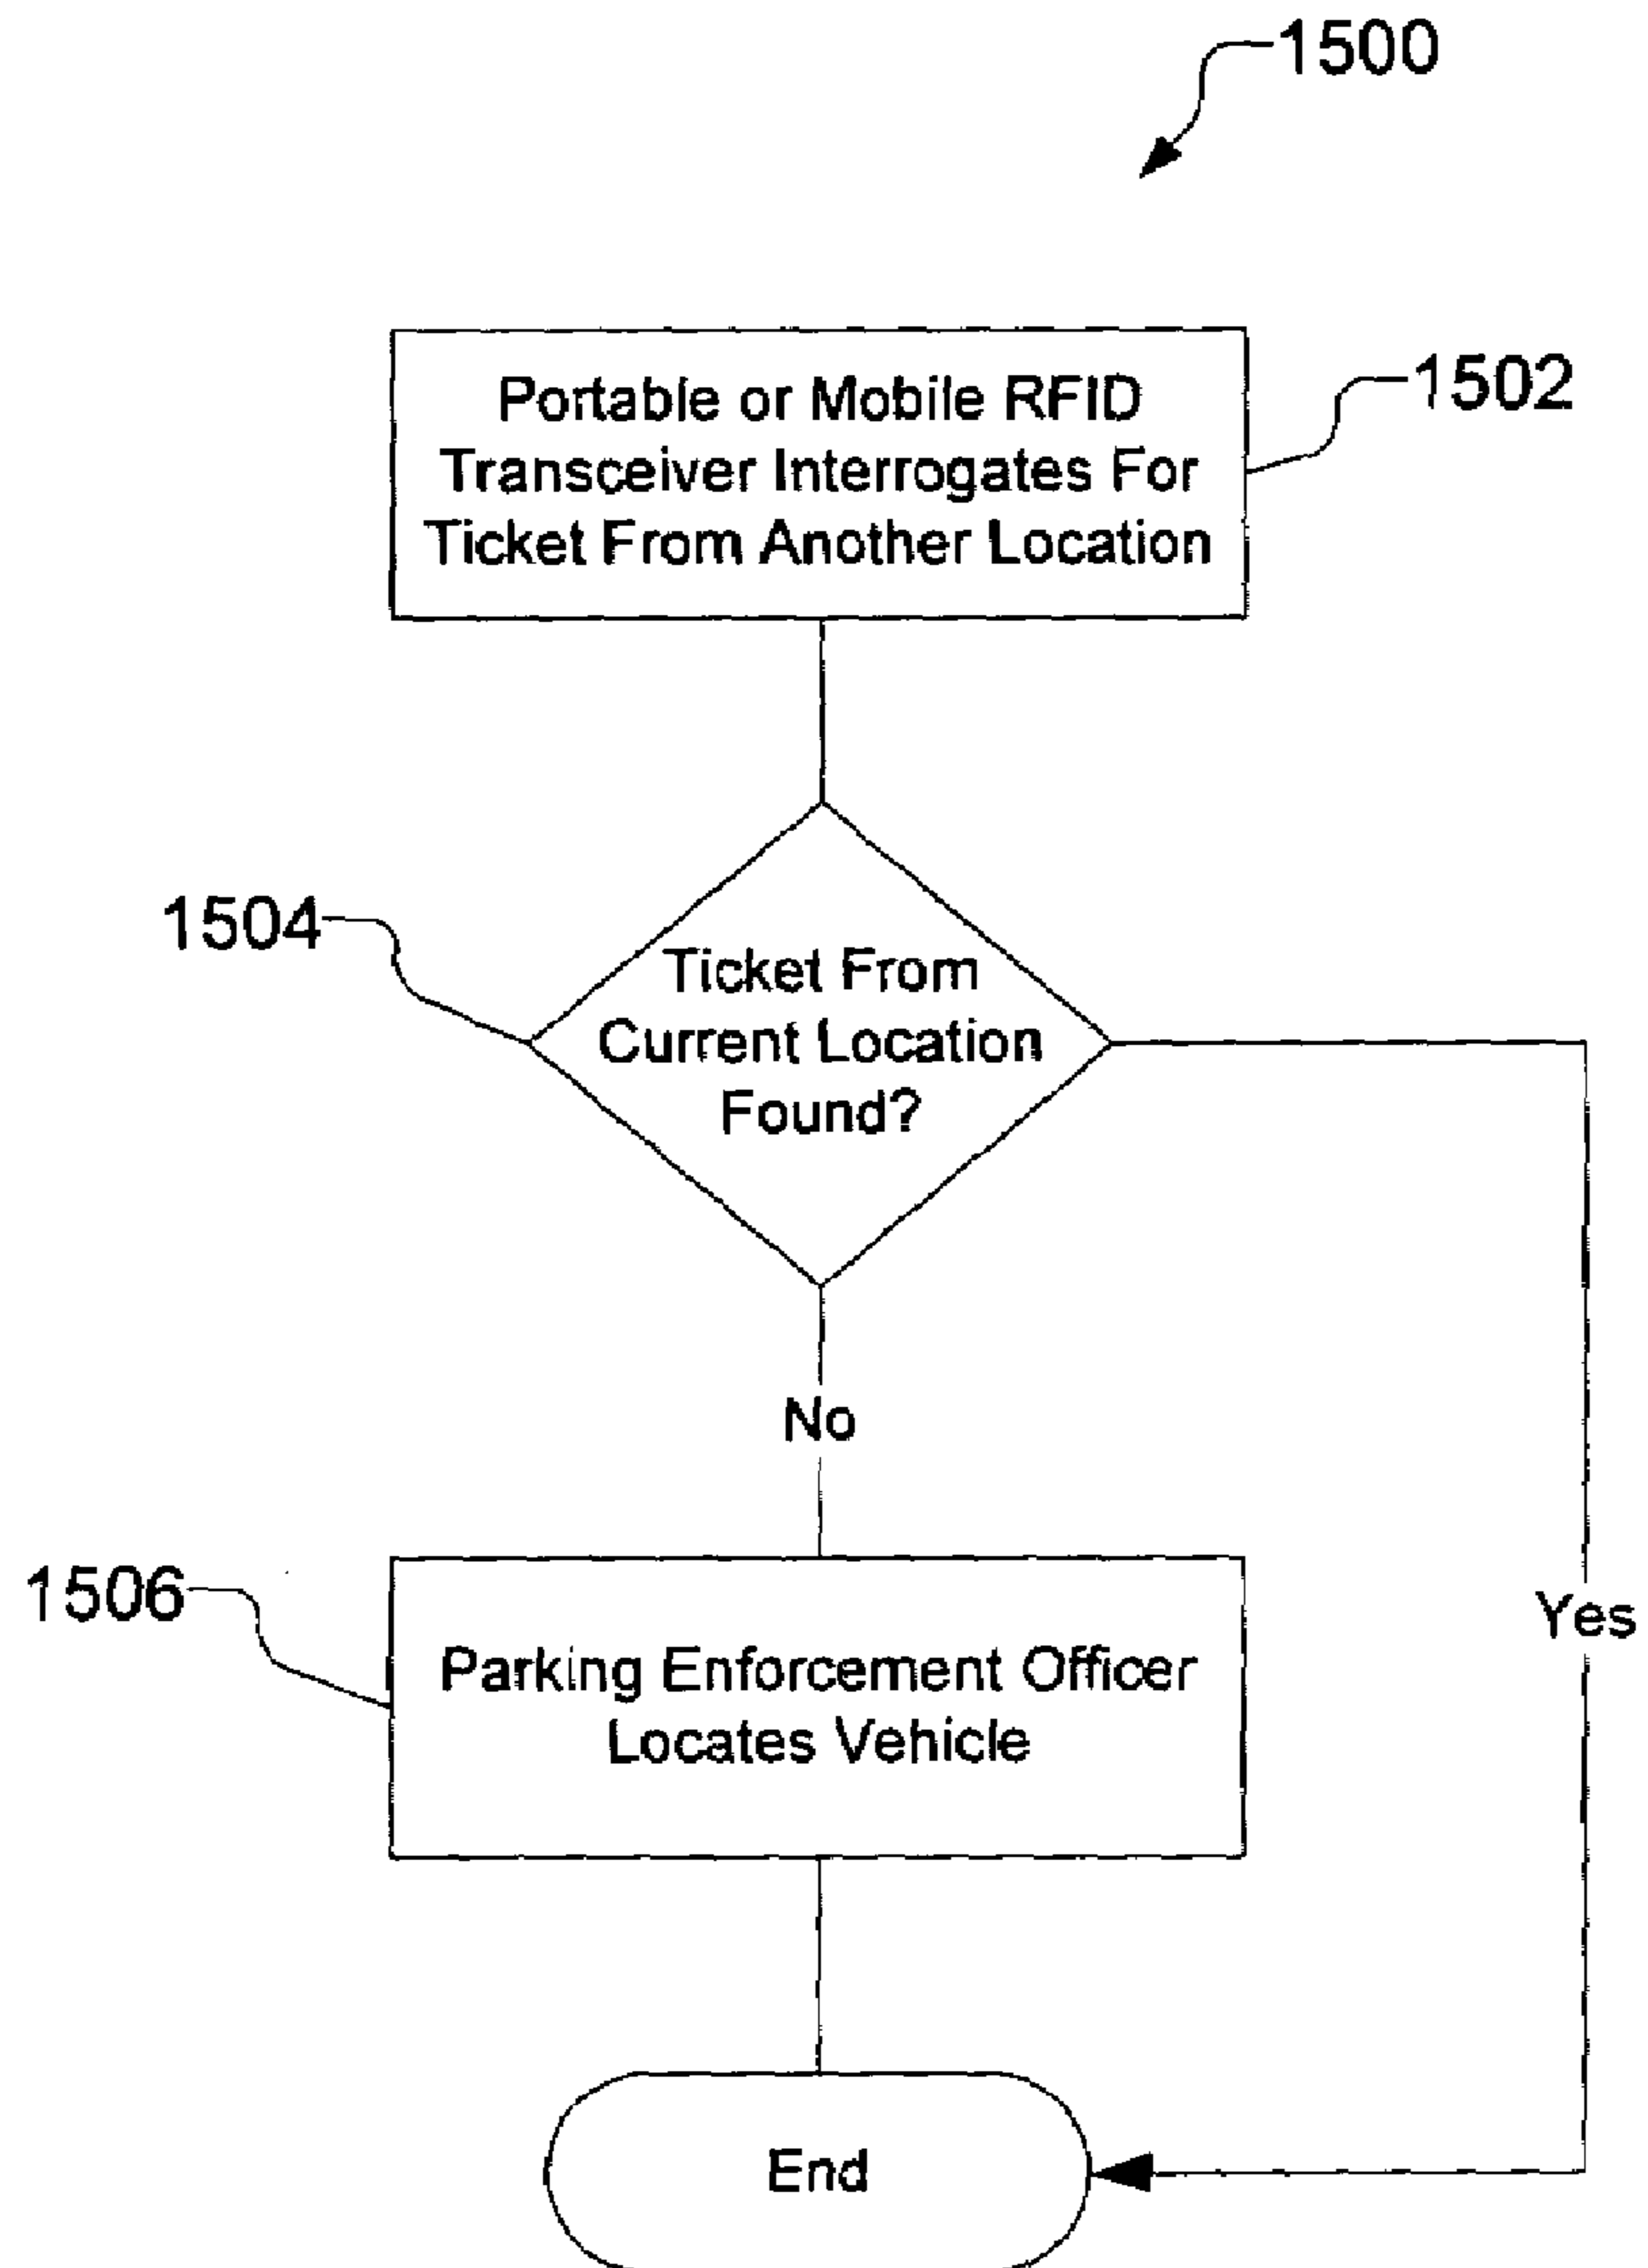 1500
Portable or Mobile RFID
Transceiver Interrogates For
Ticket From Another Location
1502
1504
Ticket From
Current Location
Found?
No
Yes
1506
Parking Enforcement Officer
Locates Vehicle
End